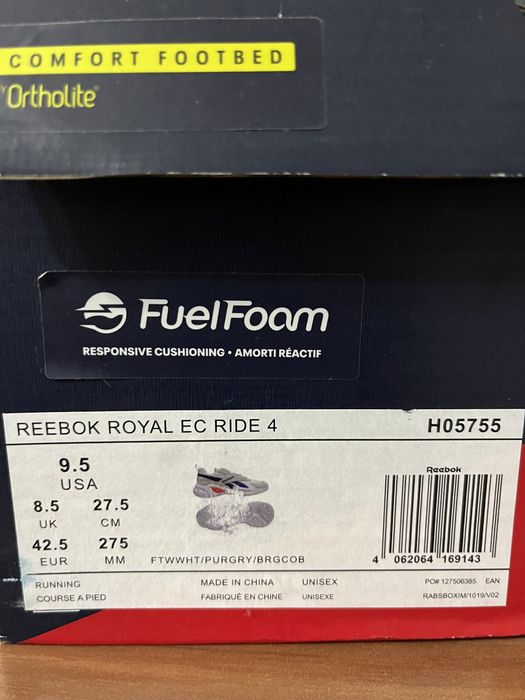 COMFORT FOOTBED
BY Ortholite®
FuelFoam
RESPONSIVE CUSHIONING • AMORTI RÉACTIF
REEBOK ROYAL EC RIDE 4 H05755
9.5
USA
8.5 27.5
UK CM
42.5 275
EUR MM
FTWWHT/PURGRY/BRGCOB
Reebok
4 062064 169143
RUNNING MADE IN CHINA UNISEX PO# 127506385 EAN
COURSE A PIED FABRIQUÉ EN CHINE UNISEXE RABSBOX/M/1019/V02